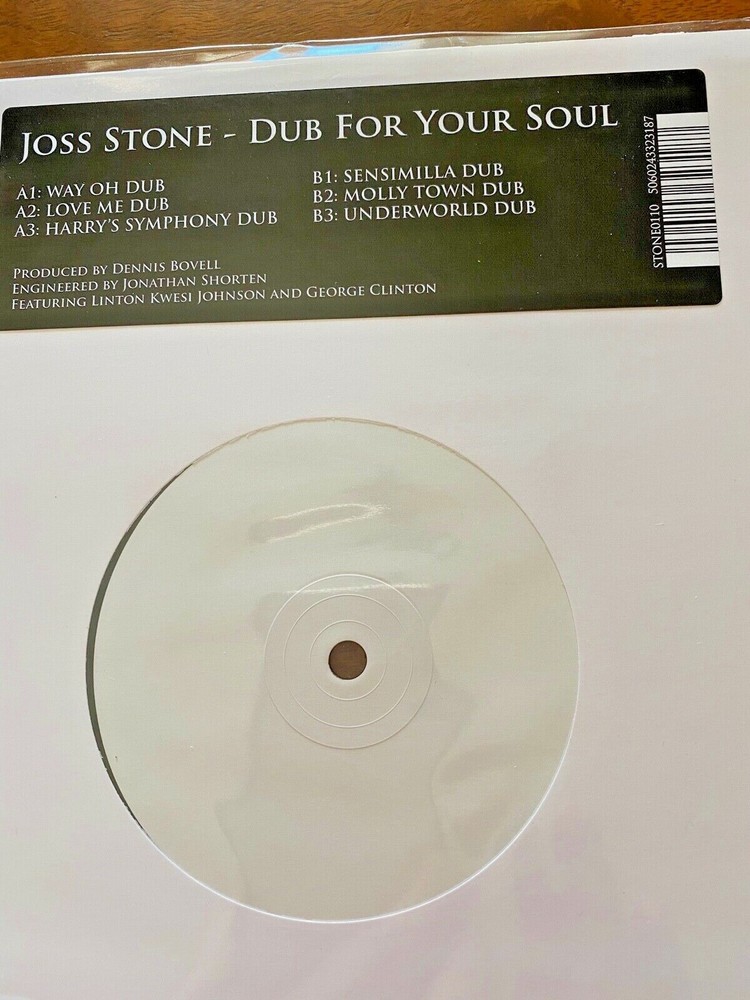 Joss Stone - Dub For Your Soul
A1: WAY OH DUB
A2: LOVE ME DUB
A3: HARRY'S SYMPHONY DUB
B1: SENSIMILLA DUB
B2: MOLLY TOWN DUB
B3: UNDERWORLD DUB
Produced by Dennis Bovell
Engineered by Jonathan Shorten
Featuring Linton Kwesi Johnson and George Clinton
STONE0110 5060243323187